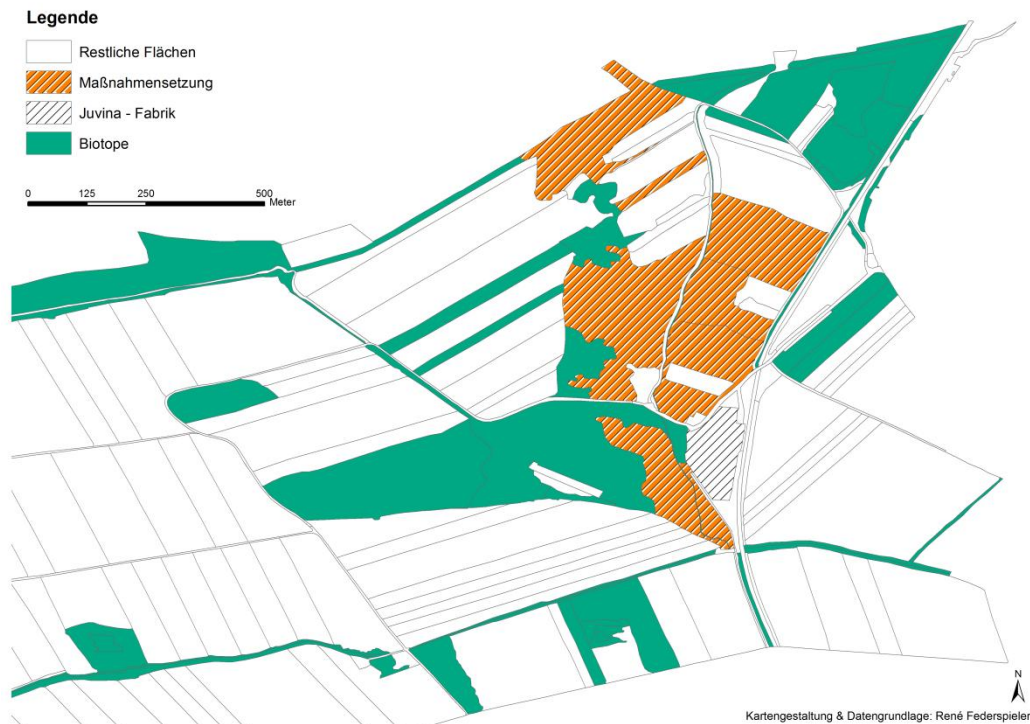 Legende
Restliche Flächen
Maßnahmensetzung
Juvina - Fabrik
Biotope
0 125 250 500
Meter
N
Kartengestaltung & Datengrundlage: René Federspieler